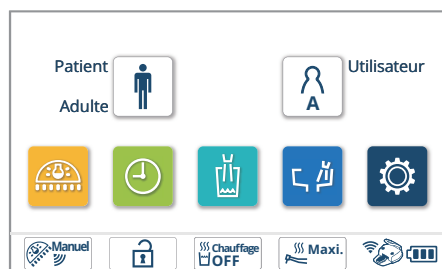 Patient
Utilisateur
Adulte
A
Manuel
Chauffage
OFF
Maxi.